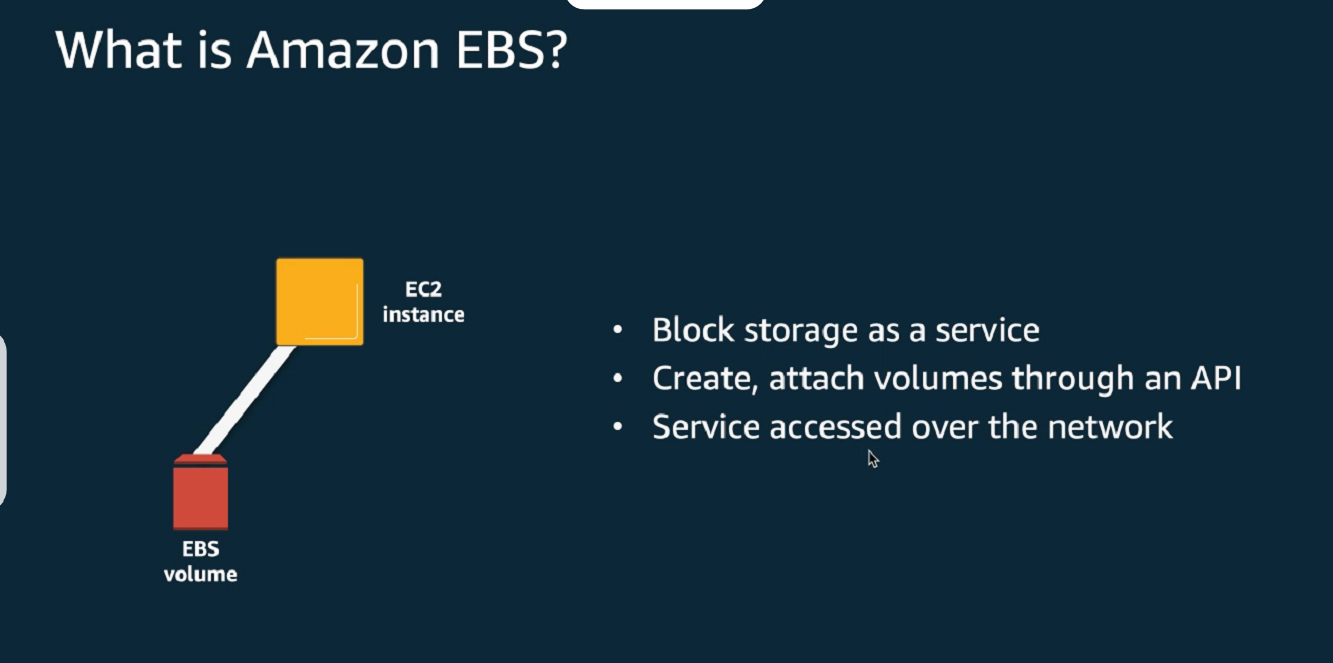 What is Amazon EBS?
EC2
instance
• Block storage as a service
• Create, attach volumes through an API
• Service accessed over the network
EBS
volume